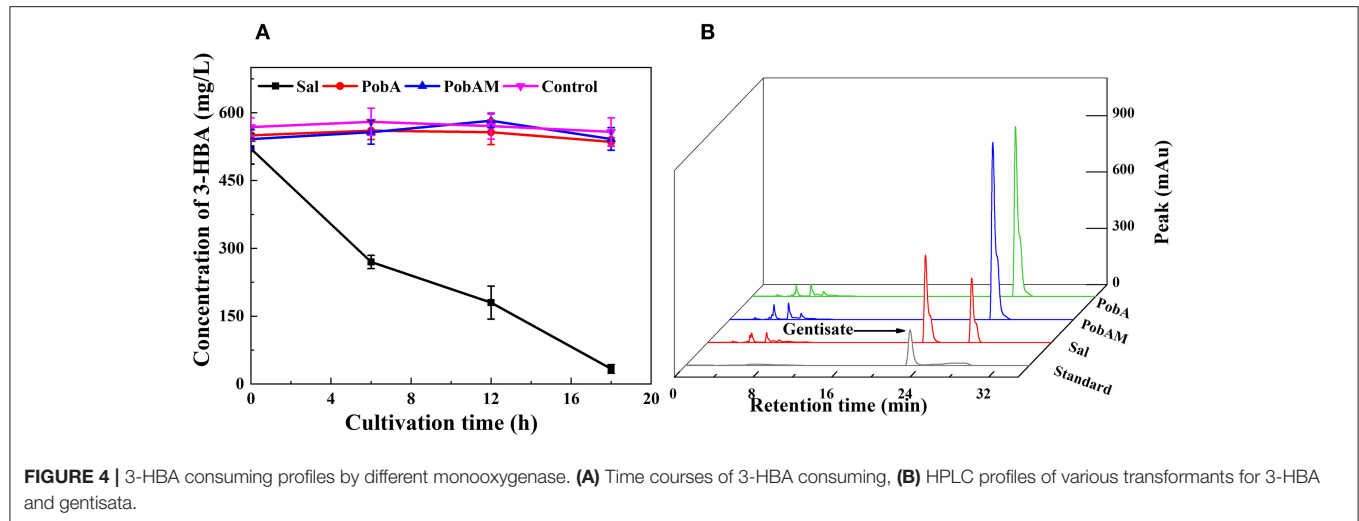 A
B
Concentration of 3-HBA (mg/L)
Sal PobA PobAM Control
600
450
300
150
0
0 4 8 12 16 20
Cultivation time (h)
900
600
300
0
Peak (mAu)
PobA
PobAM
Sal
Standard
Gentisate
0 8 16 24 32
Retention time (min)
FIGURE 4 | 3-HBA consuming profiles by different monooxygenase. (A) Time courses of 3-HBA consuming, (B) HPLC profiles of various transformants for 3-HBA
and gentisata.